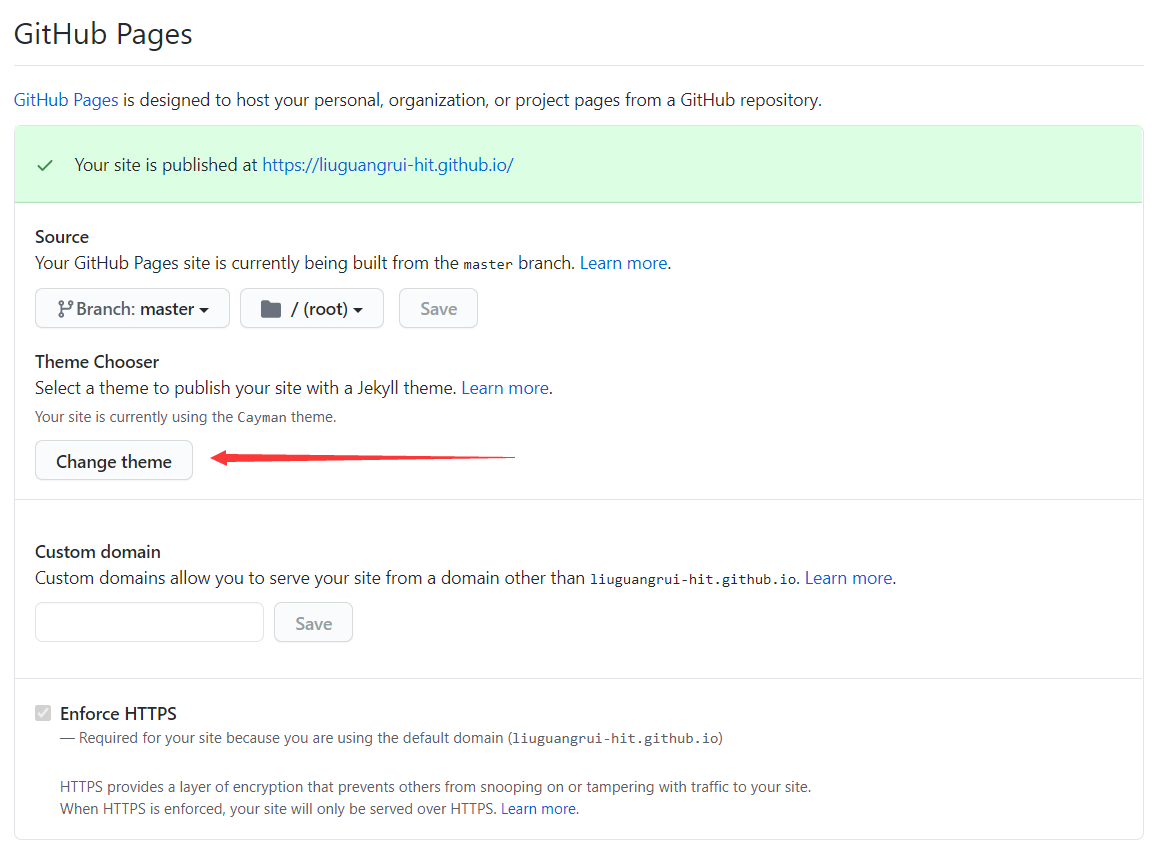 GitHub Pages
GitHub Pages is designed to host your personal, organization, or project pages from a GitHub repository.
Your site is published at https://liuguangrui-hit.github.io/
Source
Your GitHub Pages site is currently being built from the master branch. Learn more.
Branch: master / (root) Save
Theme Chooser
Select a theme to publish your site with a Jekyll theme. Learn more.
Your site is currently using the Cayman theme.
Change theme
Custom domain
Custom domains allow you to serve your site from a domain other than liuguangrui-hit.github.io. Learn more.
Save
Enforce HTTPS
— Required for your site because you are using the default domain (liuguangrui-hit.github.io)
HTTPS provides a layer of encryption that prevents others from snooping on or tampering with traffic to your site.
When HTTPS is enforced, your site will only be served over HTTPS. Learn more.